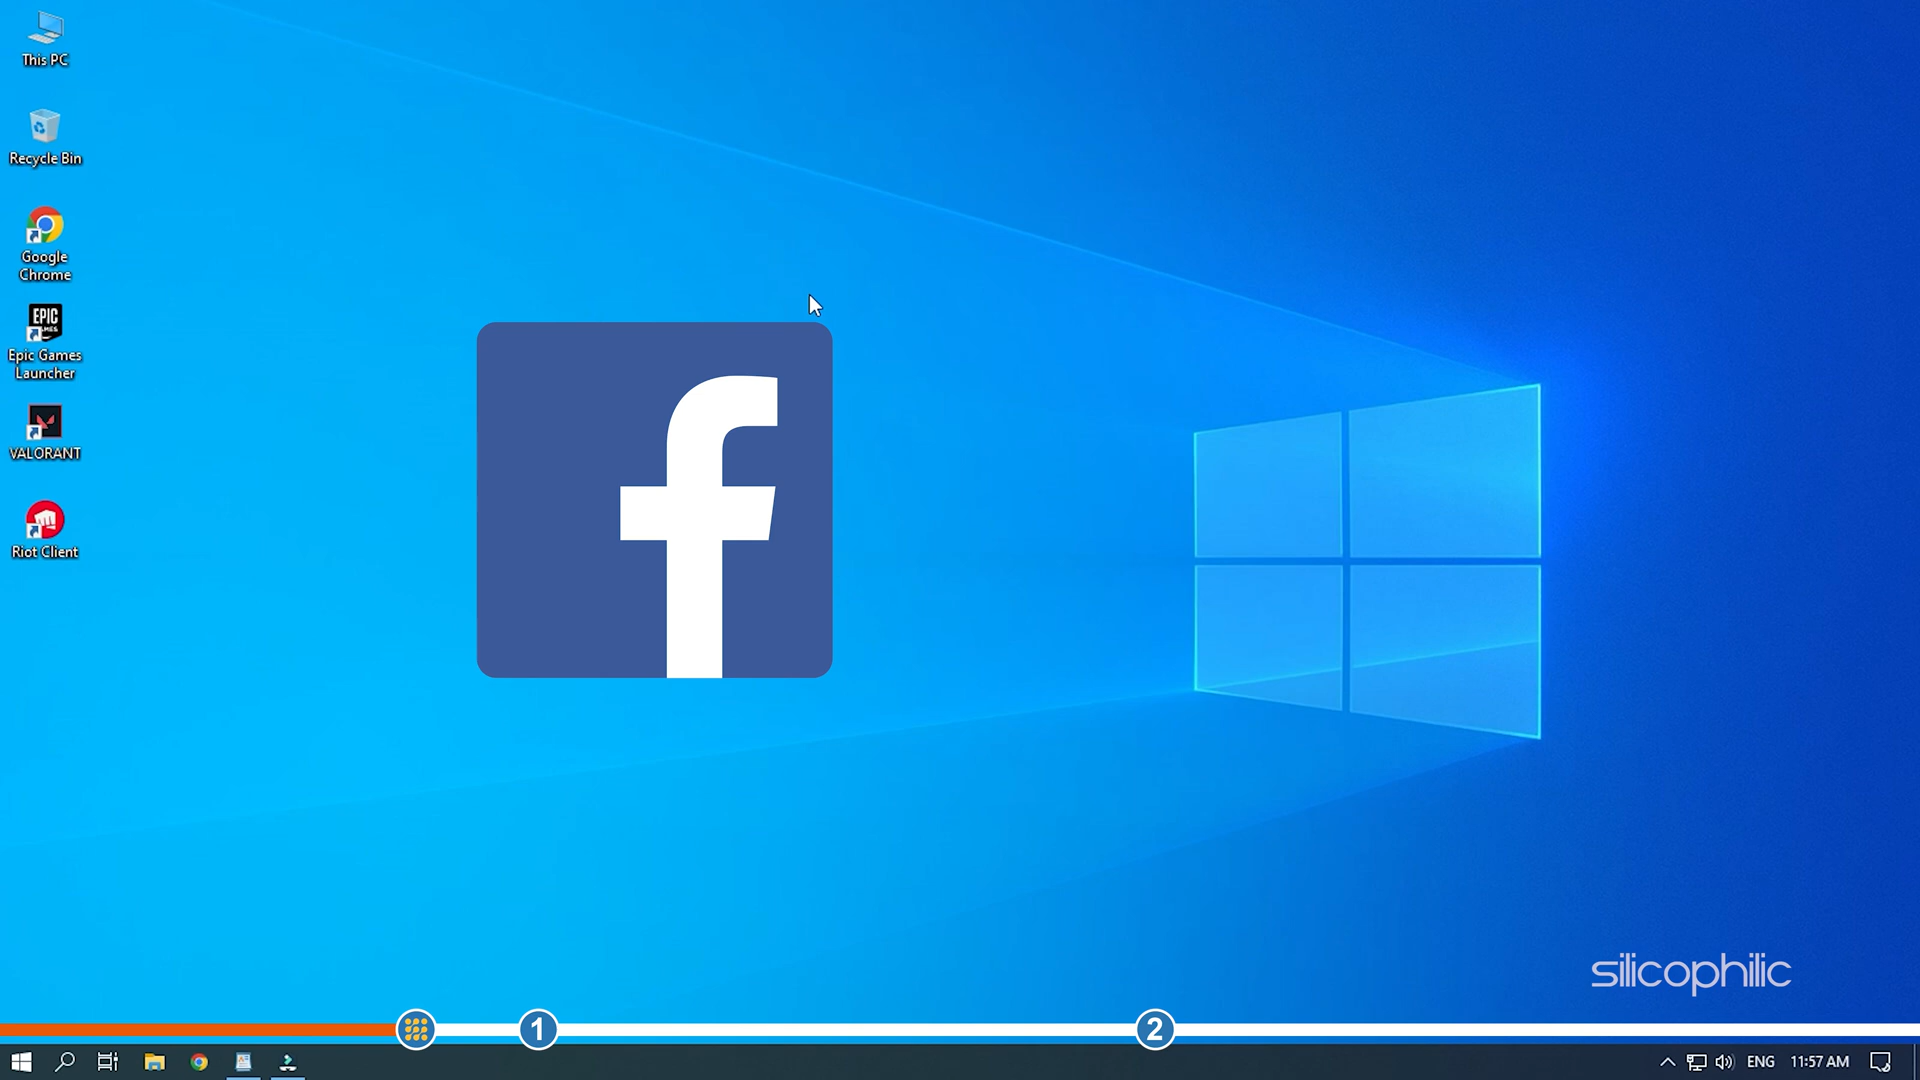 This PC
Recycle Bin
Google
Chrome
EPIC
Epic Games
Launcher
VALORANT
Riot Client
f
silicophilic
1
2
ENG
11:57 AM